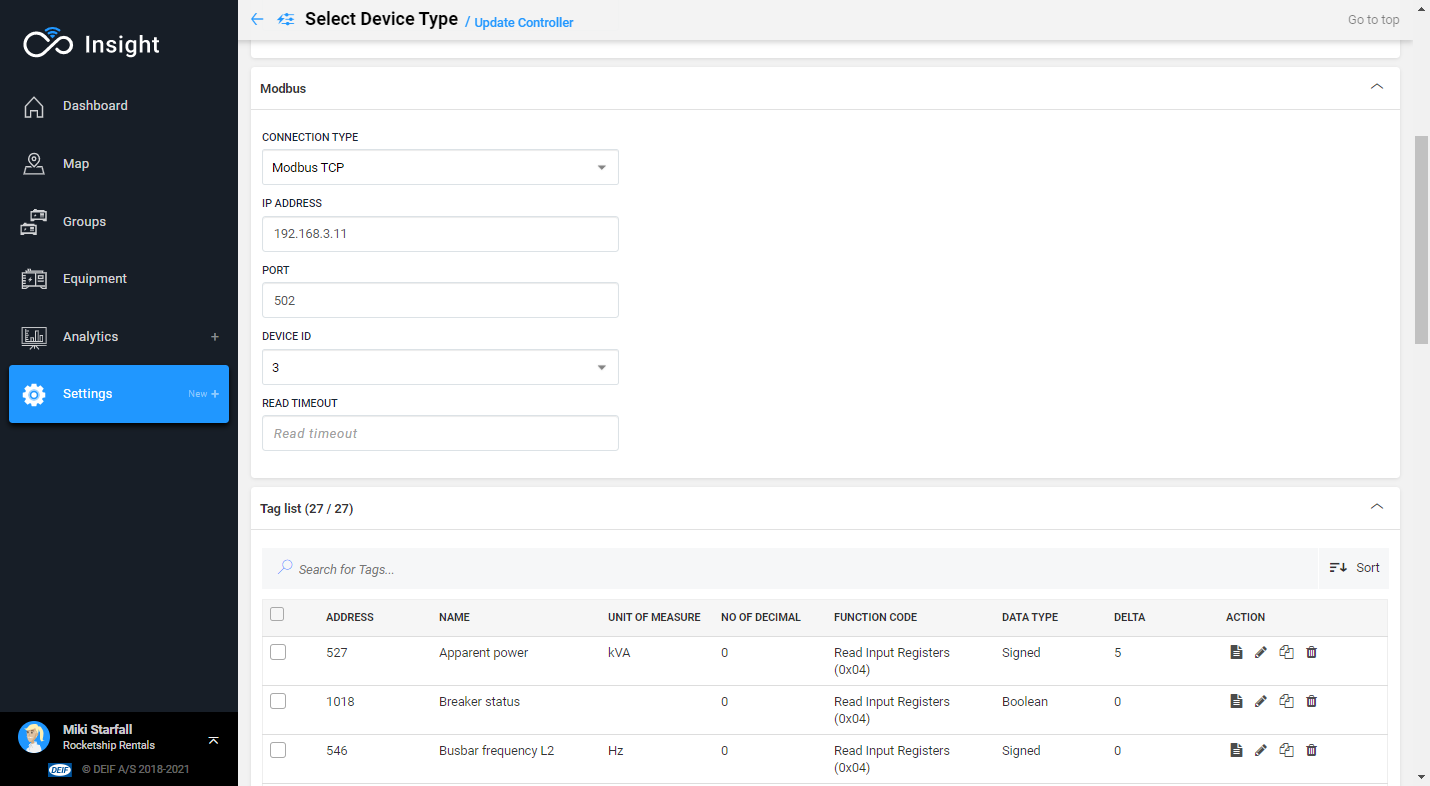 Insight
Dashboard
Map
Groups
Equipment
Analytics +
Settings New +
Miki Starfall
Rocketship Rentals
DEIF © DEIF A/S 2018-2021
Select Device Type / Update Controller
Go to top
Modbus
CONNECTION TYPE
Modbus TCP
IP ADDRESS
192.168.3.11
PORT
502
DEVICE ID
3
READ TIMEOUT
Read timeout
Tag list (27 / 27)
Search for Tags...
Sort
ADDRESS NAME UNIT OF MEASURE NO OF DECIMAL FUNCTION CODE DATA TYPE DELTA ACTION
527 Apparent power kVA 0 Read Input Registers Signed 5
(0x04)
1018 Breaker status 0 Read Input Registers Boolean 0
(0x04)
546 Busbar frequency L2 Hz 0 Read Input Registers Signed 0
(0x04)